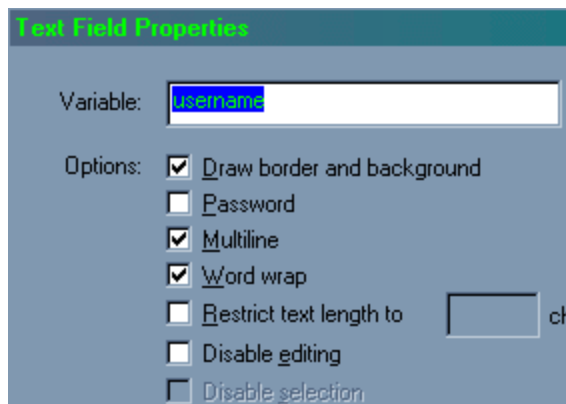 Text Field Properties
Variable: username
Options: Draw border and background
Password
Multiline
Word wrap
Restrict text length to
Disable editing
Disable selection